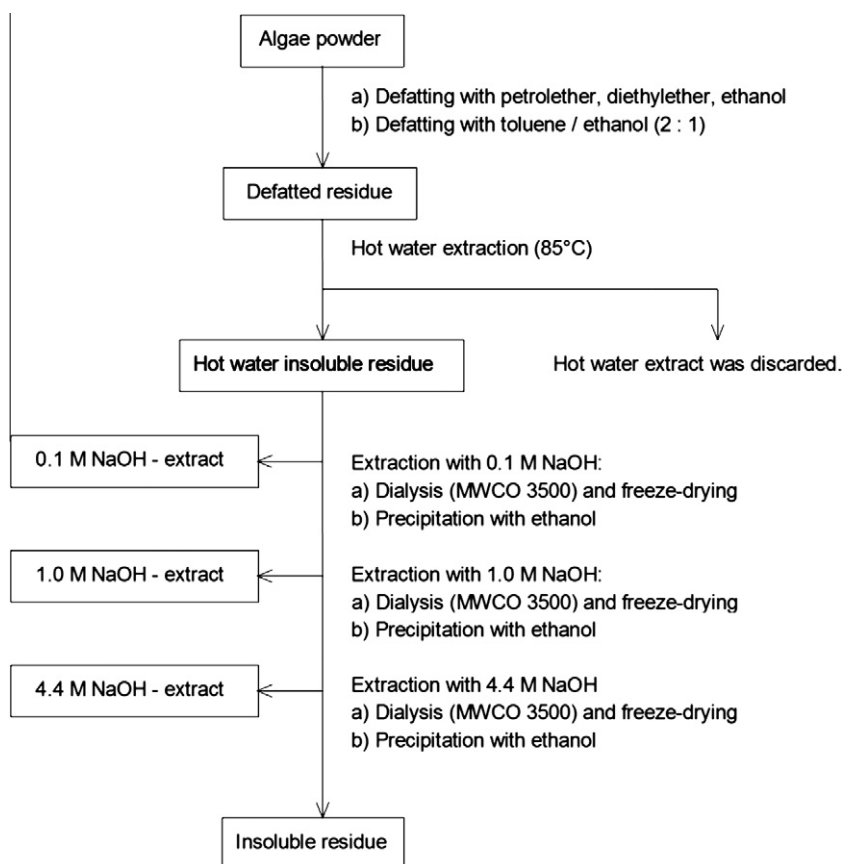 Algae powder
a) Defatting with petrolether, diethylether, ethanol
b) Defatting with toluene / ethanol (2 : 1)
Defatted residue
Hot water extraction (85°C)
Hot water insoluble residue
Hot water extract was discarded.
0.1 M NaOH - extract
Extraction with 0.1 M NaOH:
a) Dialysis (MWCO 3500) and freeze-drying
b) Precipitation with ethanol
1.0 M NaOH - extract
Extraction with 1.0 M NaOH:
a) Dialysis (MWCO 3500) and freeze-drying
b) Precipitation with ethanol
4.4 M NaOH - extract
Extraction with 4.4 M NaOH
a) Dialysis (MWCO 3500) and freeze-drying
b) Precipitation with ethanol
Insoluble residue